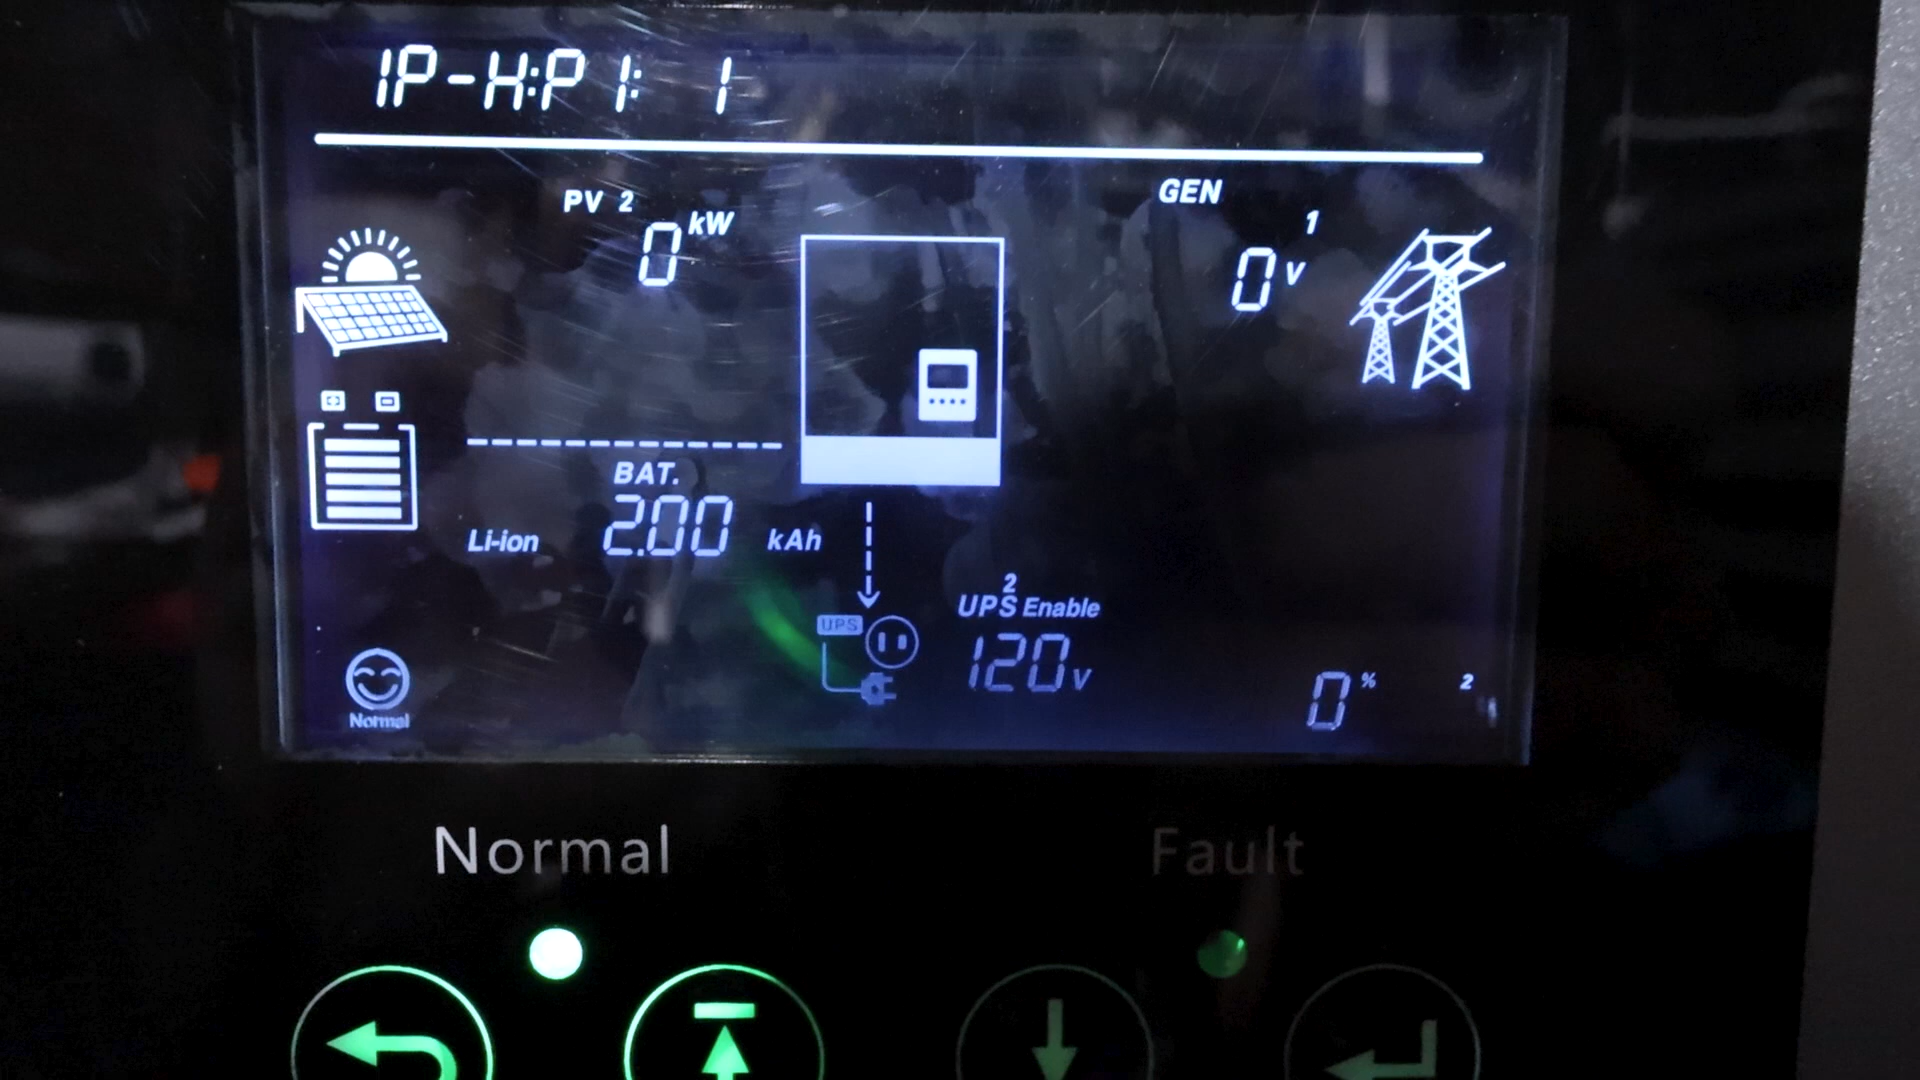 1P-H:P1: 1
PV 2
0 kW
GEN
1
0 V
BAT.
Li-ion 2.00 kAh
UPS
2
UPS Enable
120 V
Normal
0 %
2
Normal
Fault